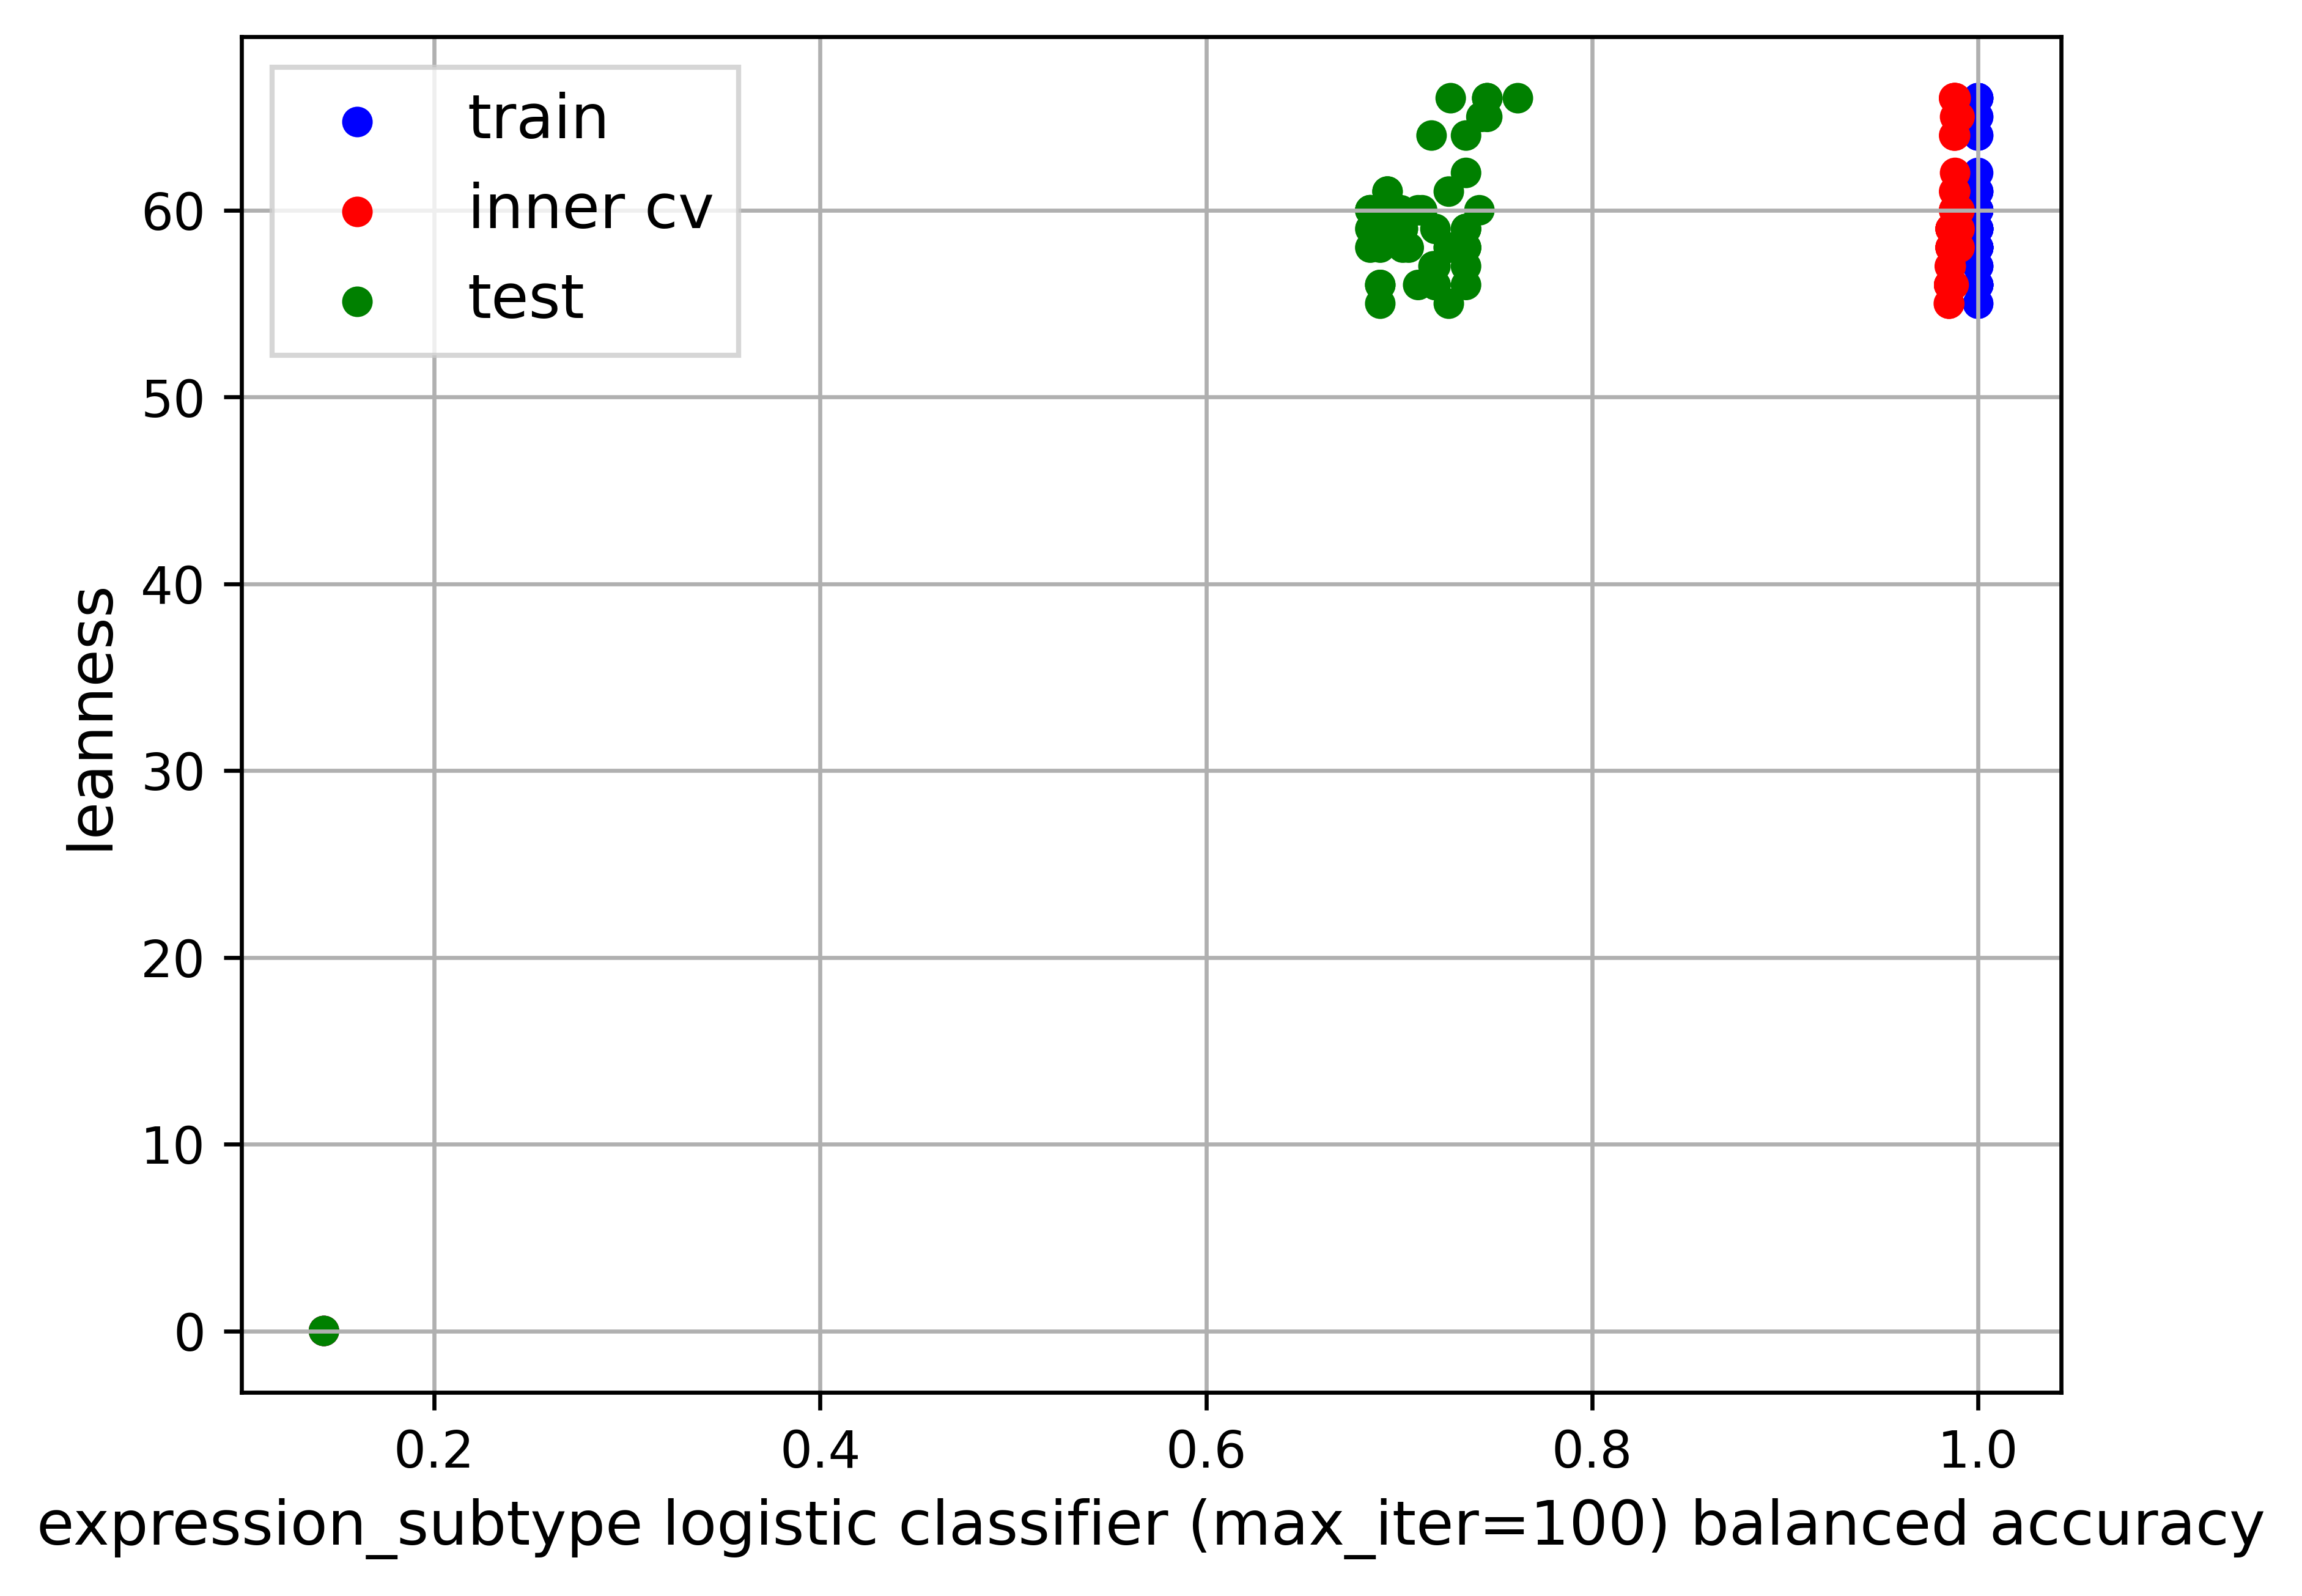 train
inner cv
test
60
50
40
30
20
10
0
leanness
0.2 0.4 0.6 0.8 1.0
expression_subtype logistic classifier (max_iter=100) balanced accuracy